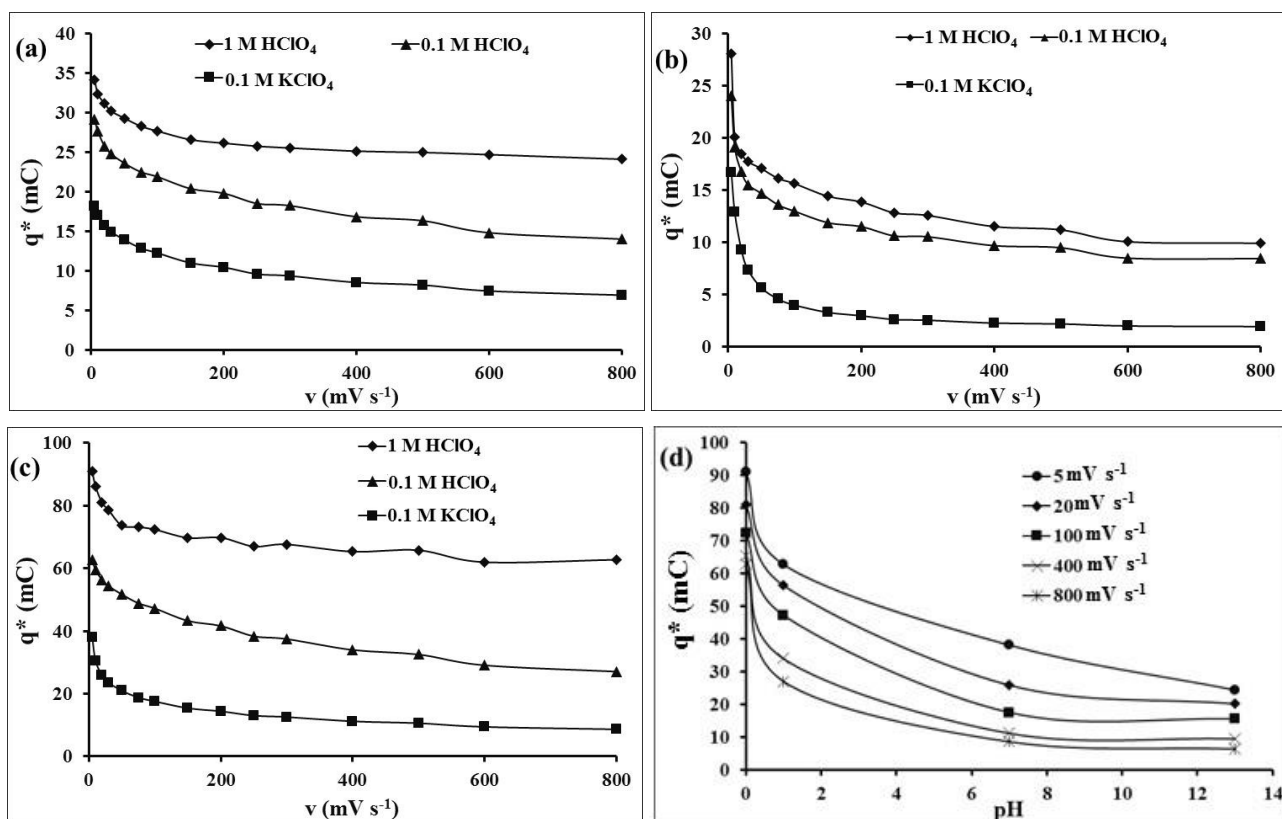 (a)
1 M HClO₄
0.1 M HClO₄
0.1 M KClO₄
q* (mC)
40
35
30
25
20
15
10
5
0
0 200 400 600 800
v (mV s⁻¹)
(b)
1 M HClO₄
0.1 M HClO₄
0.1 M KClO₄
q* (mC)
30
25
20
15
10
5
0
0 200 400 600 800
v (mV s⁻¹)
(c)
1 M HClO₄
0.1 M HClO₄
0.1 M KClO₄
q* (mC)
100
80
60
40
20
0
0 200 400 600 800
v (mV s⁻¹)
(d)
5 mV s⁻¹
20 mV s⁻¹
100 mV s⁻¹
400 mV s⁻¹
800 mV s⁻¹
q* (mC)
100
90
80
70
60
50
40
30
20
10
0
0 2 4 6 8 10 12 14
pH